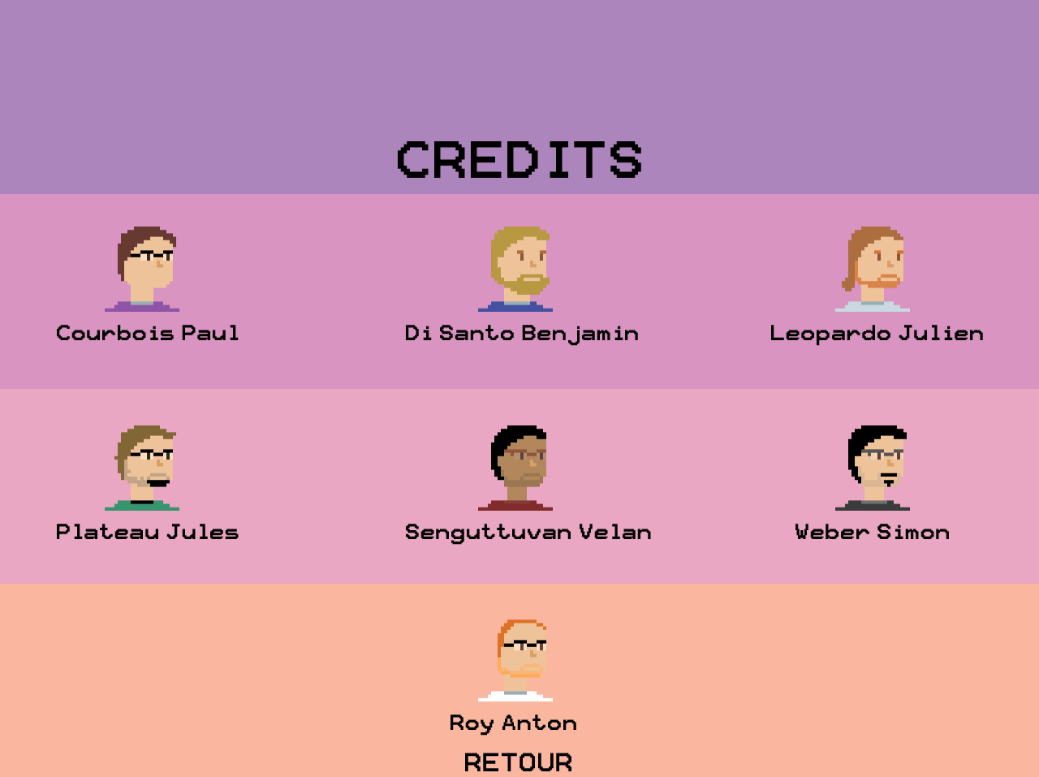 CREDITS
Courbois Paul
Di Santo Benjamin
Leopardo Julien
Plateau Jules
Senguttuvan Velan
Weber Simon
Roy Anton
RETOUR